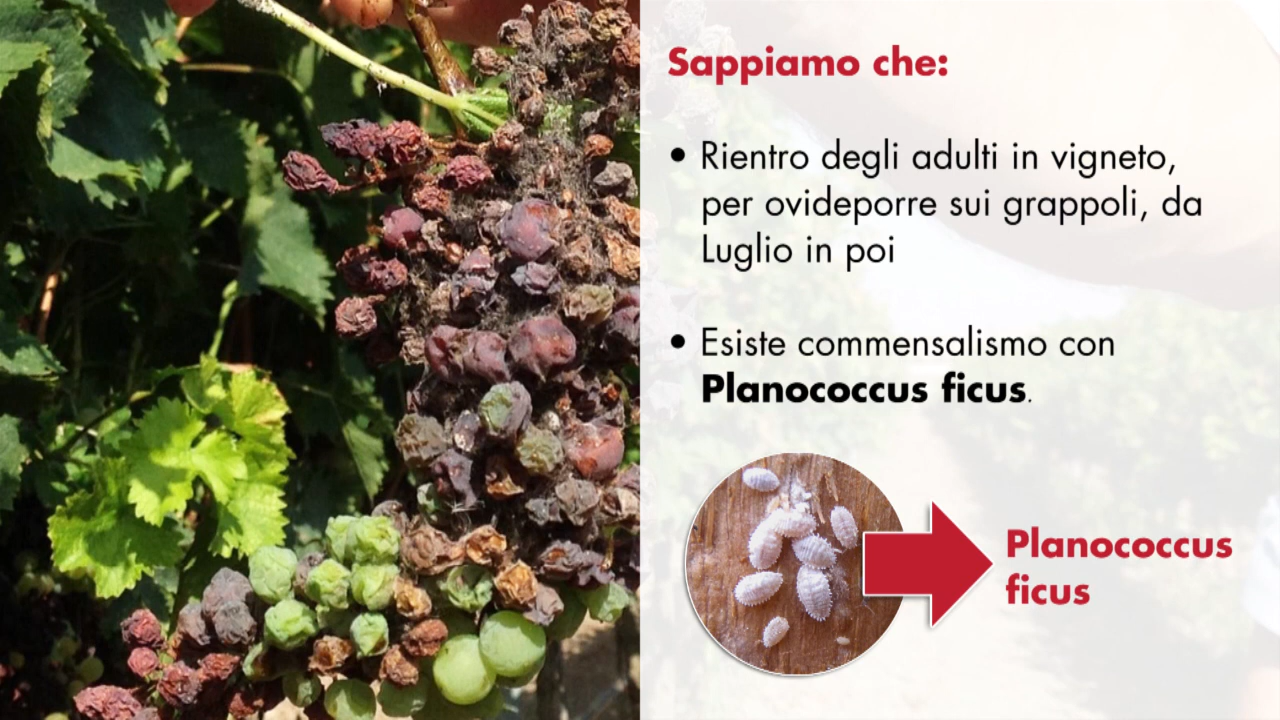 Sappiamo che:
• Rientro degli adulti in vigneto,
per ovideporre sui grappoli, da
Luglio in poi
• Esiste commensalismo con
Planococcus ficus.
Planococcus
ficus